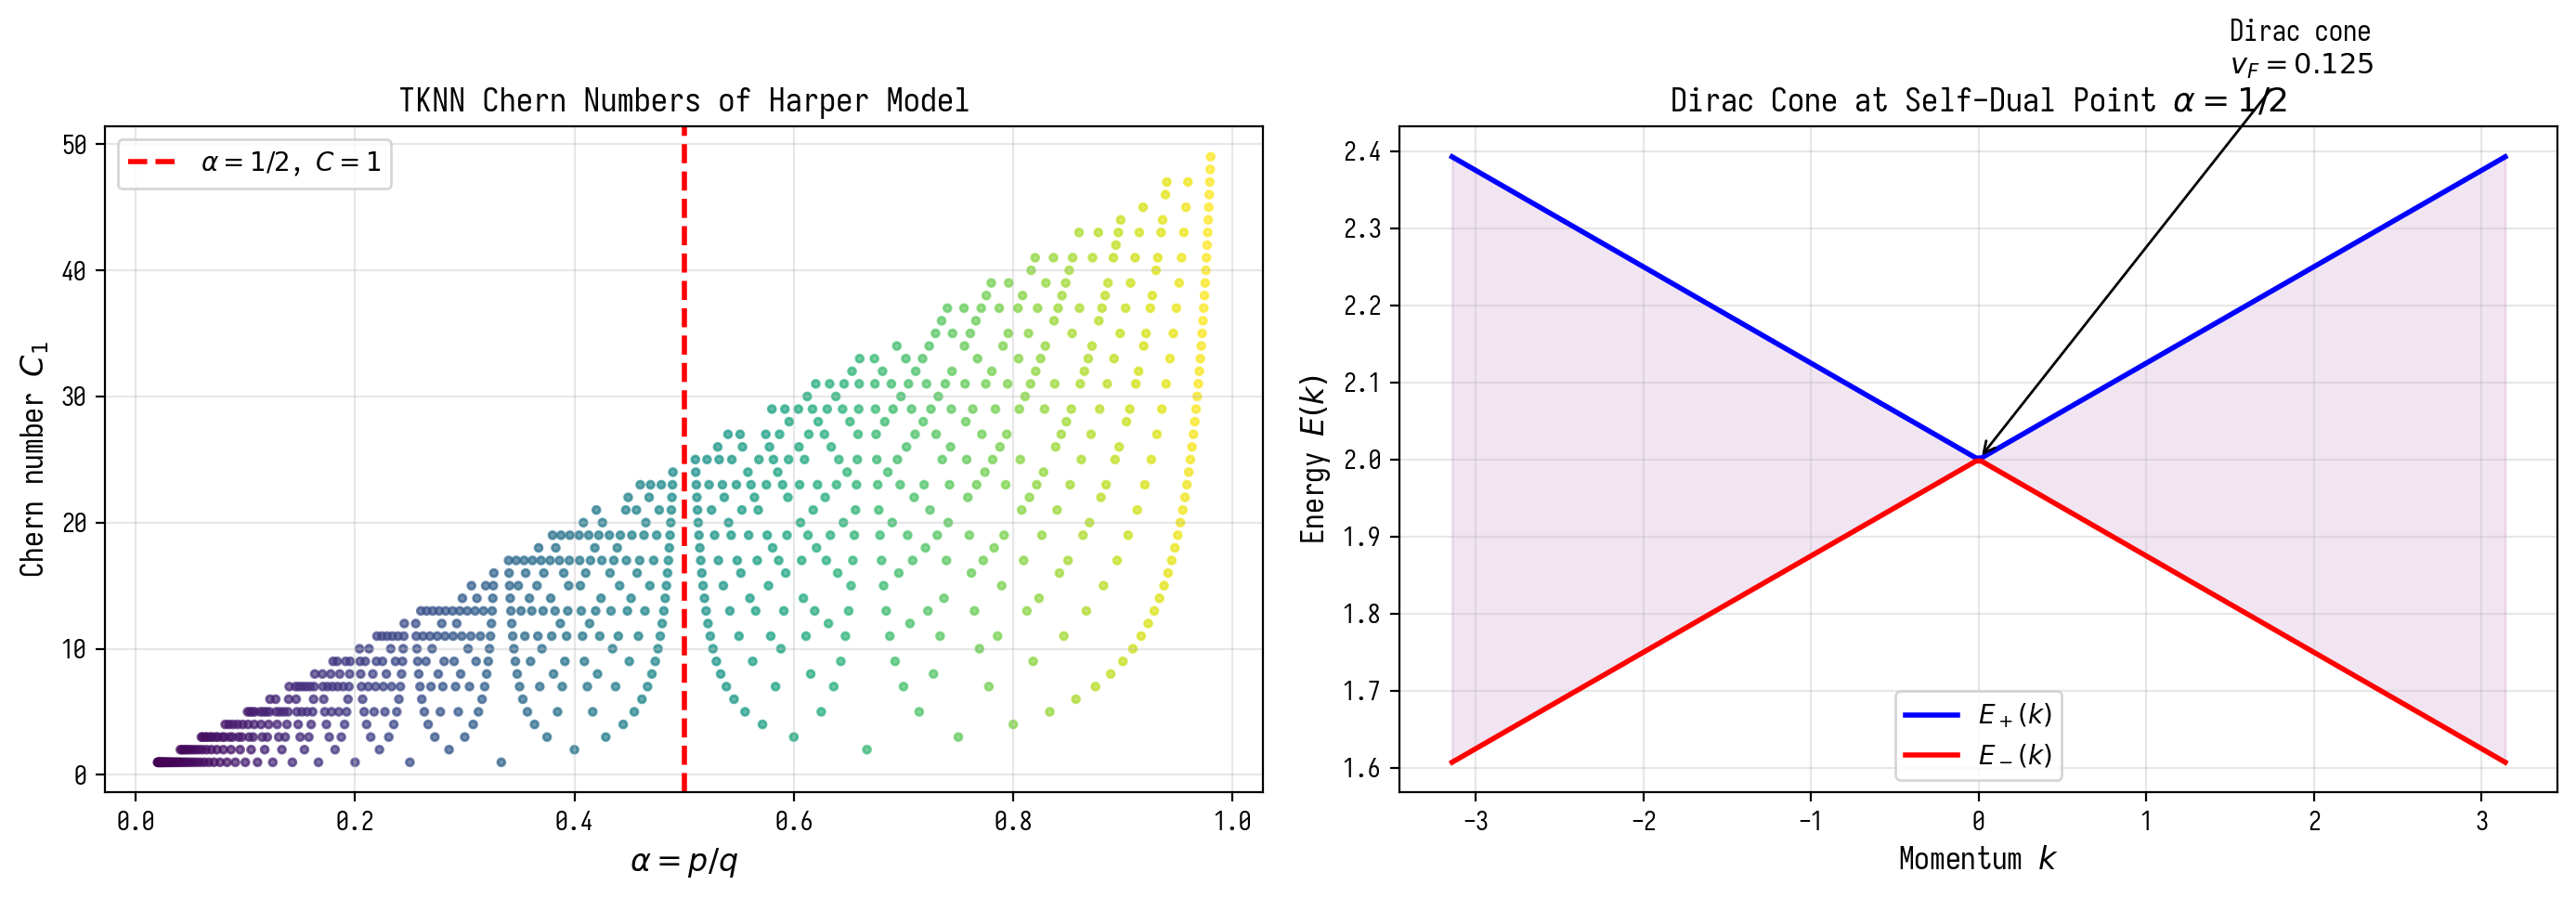 TKNN Chern Numbers of Harper Model
α = 1/2, C = 1
Chern number C₁
50
40
30
20
10
0
0.0 0.2 0.4 0.6 0.8 1.0
α = p/q
Dirac cone
v_F = 0.125
Dirac Cone at Self-Dual Point α = 1/2
Energy E(k)
2.4
2.3
2.2
2.1
2.0
1.9
1.8
1.7
1.6
E₊(k)
E₋(k)
−3 −2 −1 0 1 2 3
Momentum k